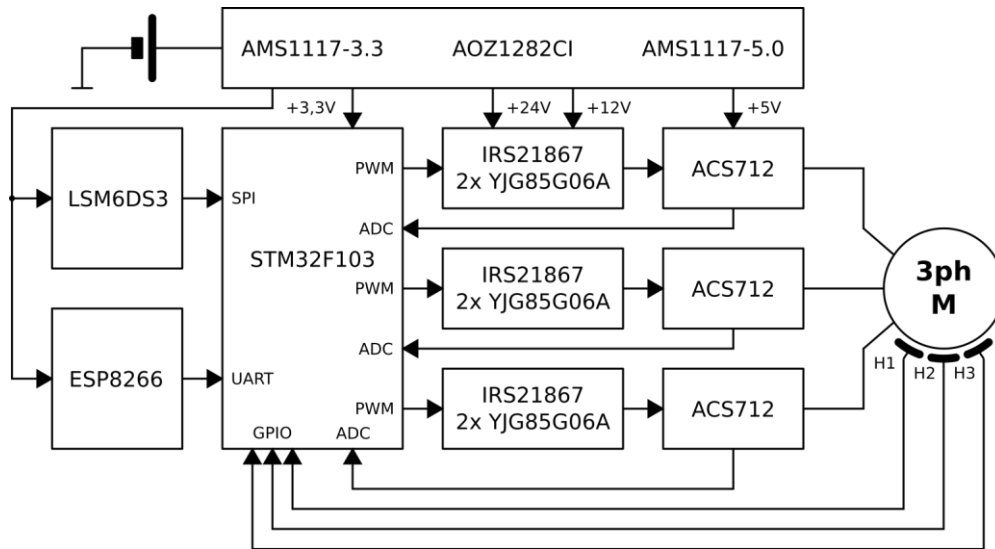 AMS1117-3.3 AOZ1282CI AMS1117-5.0
+3,3V +24V +12V +5V
LSM6DS3
SPI
STM32F103
PWM
ADC
PWM
ADC
PWM
GPIO ADC
UART
ESP8266
IRS21867
2x YJG85G06A
ACS712
IRS21867
2x YJG85G06A
ACS712
IRS21867
2x YJG85G06A
ACS712
3ph
M
H1 H2 H3